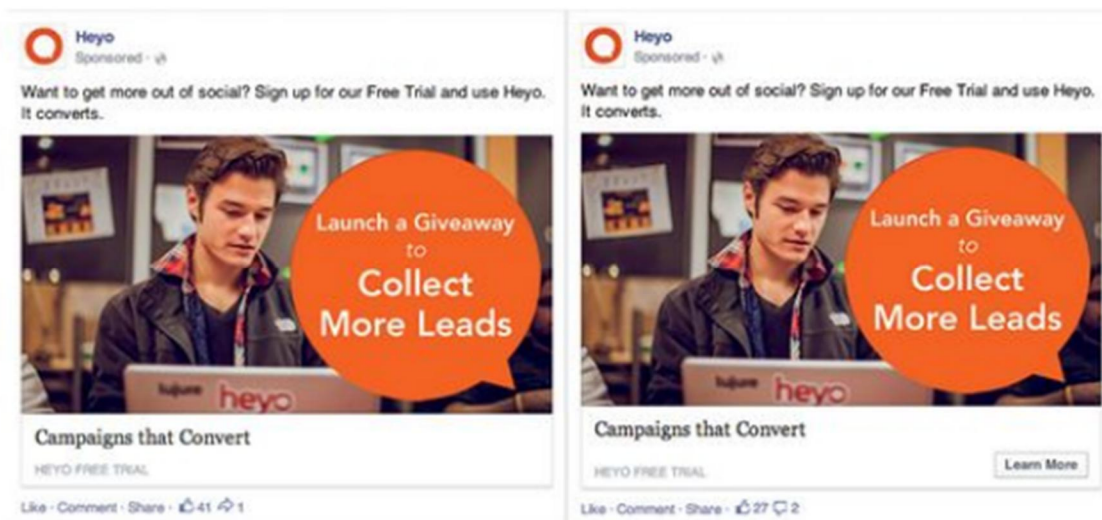 Heyo
Sponsored ·
Want to get more out of social? Sign up for our Free Trial and use Heyo.
It converts.
Launch a Giveaway
to
Collect
More Leads
heyo
Campaigns that Convert
HEYO FREE TRIAL
Like · Comment · Share · 41 1
Heyo
Sponsored ·
Want to get more out of social? Sign up for our Free Trial and use Heyo.
It converts.
Launch a Giveaway
to
Collect
More Leads
heyo
Campaigns that Convert
HEYO FREE TRIAL
Learn More
Like · Comment · Share · 27 2